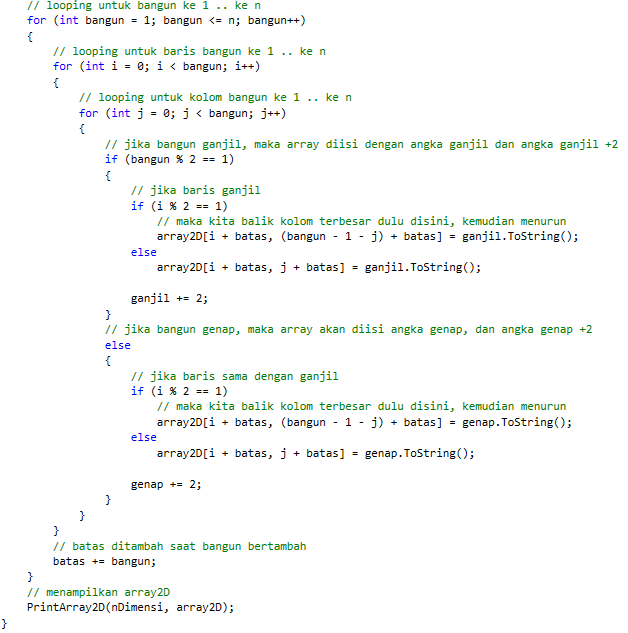 // looping untuk bangun ke 1 .. ke n
for (int bangun = 1; bangun <= n; bangun++)
{
// looping untuk baris bangun ke 1 .. ke n
for (int i = 0; i < bangun; i++)
{
// looping untuk kolom bangun ke 1 .. ke n
for (int j = 0; j < bangun; j++)
{
// jika bangun ganjil, maka array diisi dengan angka ganjil dan angka ganjil +2
if (bangun % 2 == 1)
{
// jika baris ganjil
if (i % 2 == 1)
// maka kita balik kolom terbesar dulu disini, kemudian menurun
array2D[i + batas, (bangun - 1 - j) + batas] = ganjil.ToString();
else
array2D[i + batas, j + batas] = ganjil.ToString();
ganjil += 2;
}
// jika bangun genap, maka array akan diisi angka genap, dan angka genap +2
else
{
// jika baris sama dengan ganjil
if (i % 2 == 1)
// maka kita balik kolom terbesar dulu disini, kemudian menurun
array2D[i + batas, (bangun - 1 - j) + batas] = genap.ToString();
else
array2D[i + batas, j + batas] = genap.ToString();
genap += 2;
}
}
}
// batas ditambah saat bangun bertambah
batas += bangun;
}
// menampilkan array2D
PrintArray2D(nDimensi, array2D);
}